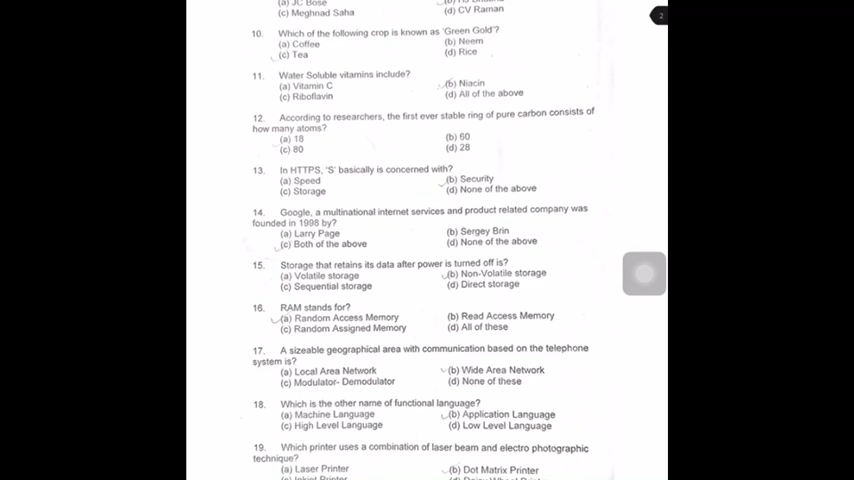 (a) JC Bose
(c) Meghnad Saha (d) CV Raman
2
10. Which of the following crop is known as 'Green Gold'?
(a) Coffee (b) Neem
(c) Tea (d) Rice
11. Water Soluble vitamins include?
(a) Vitamin C (b) Niacin
(c) Riboflavin (d) All of the above
12. According to researchers, the first ever stable ring of pure carbon consists of
how many atoms?
(a) 18 (b) 60
(c) 80 (d) 28
13. In HTTPS, 'S' basically is concerned with?
(a) Speed (b) Security
(c) Storage (d) None of the above
14. Google, a multinational internet services and product related company was
founded in 1998 by?
(a) Larry Page (b) Sergey Brin
(c) Both of the above (d) None of the above
15. Storage that retains its data after power is turned off is?
(a) Volatile storage (b) Non-Volatile storage
(c) Sequential storage (d) Direct storage
16. RAM stands for?
(a) Random Access Memory (b) Read Access Memory
(c) Random Assigned Memory (d) All of these
17. A sizeable geographical area with communication based on the telephone
system is?
(a) Local Area Network (b) Wide Area Network
(c) Modulator- Demodulator (d) None of these
18. Which is the other name of functional language?
(a) Machine Language (b) Application Language
(c) High Level Language (d) Low Level Language
19. Which printer uses a combination of laser beam and electro photographic
technique?
(a) Laser Printer (b) Dot Matrix Printer